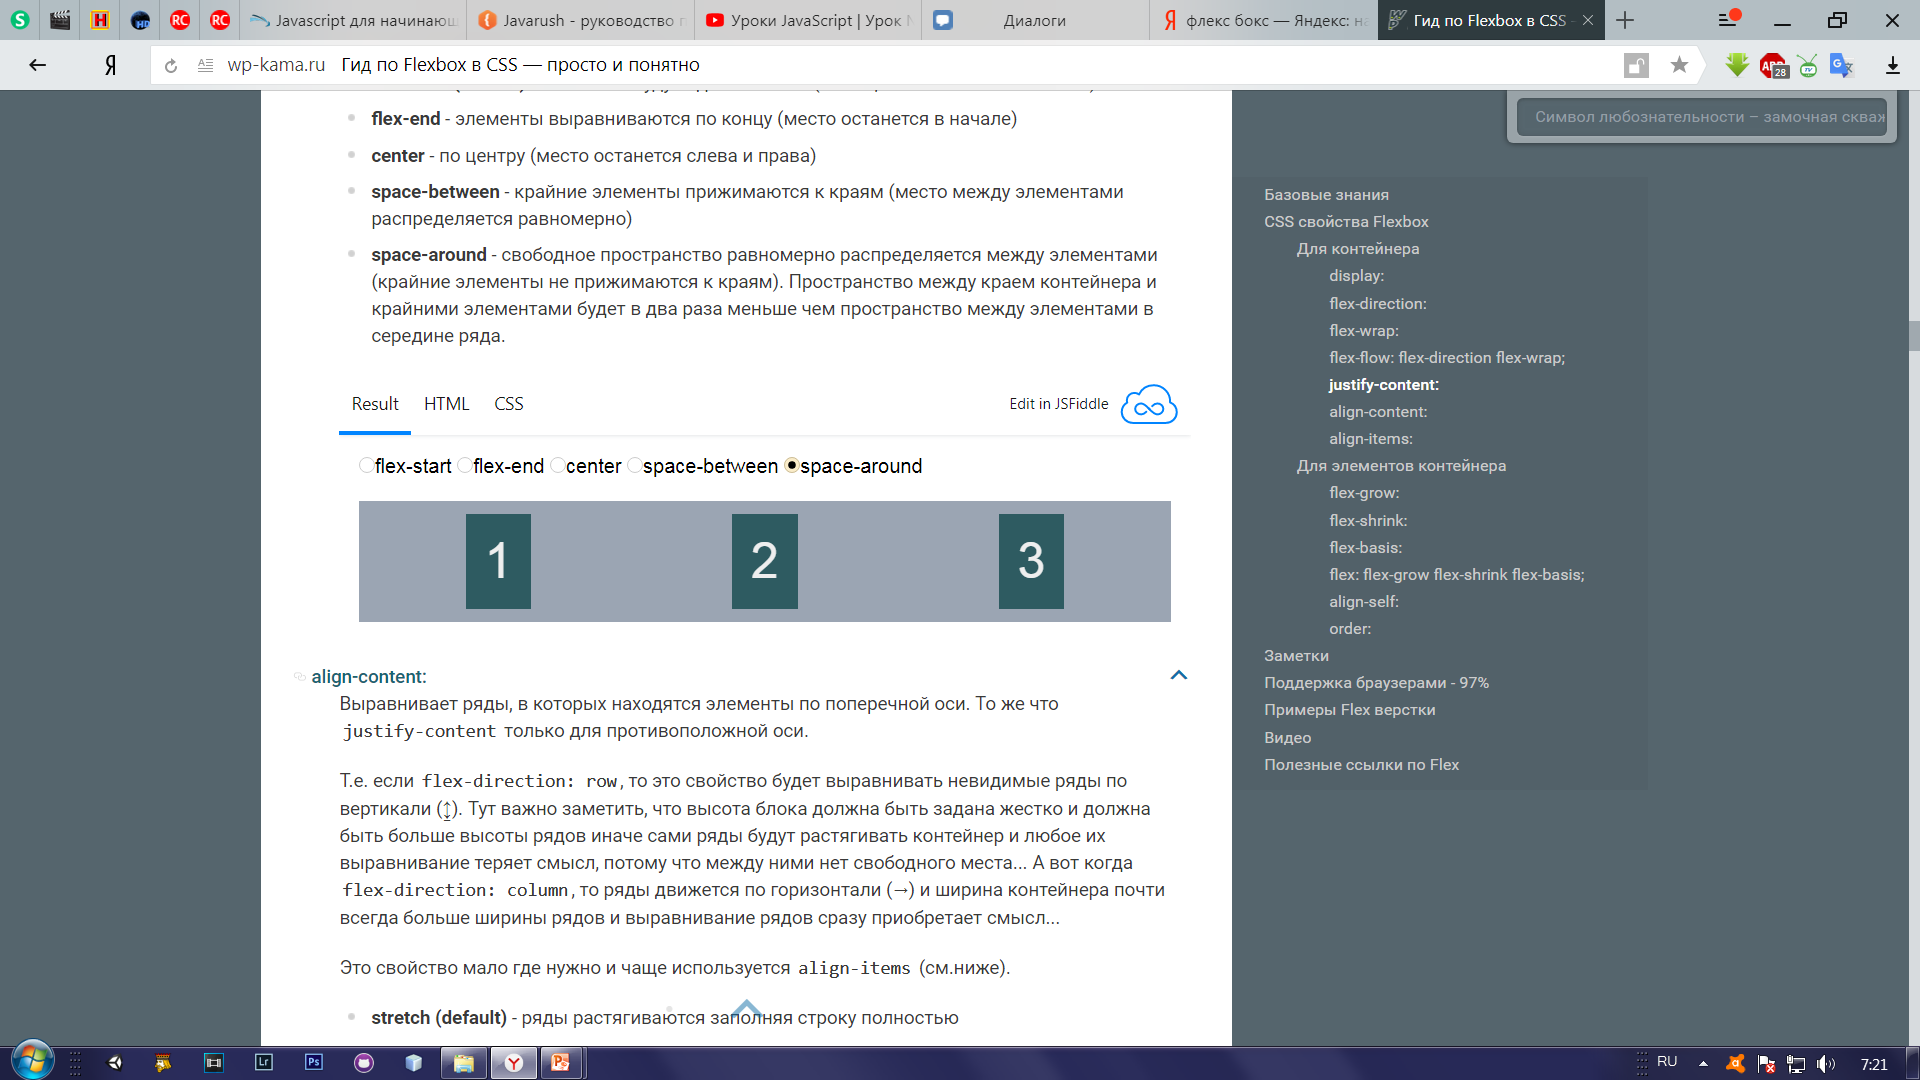 S
H
HD
RC
RC
Javascript для начинающ
Javarush - руководство п
Уроки JavaScript | Урок
Диалоги
Я флекс бокс — Яндекс: на
Гид по Flexbox в CSS -
Я
wp-kama.ru Гид по Flexbox в CSS — просто и понятно
ABP
28
TV
G
flex-end - элементы выравниваются по концу (место останется в начале)
center - по центру (место останется слева и права)
space-between - крайние элементы прижимаются к краям (место между элементами
распределяется равномерно)
space-around - свободное пространство равномерно распределяется между элементами
(крайние элементы не прижимаются к краям). Пространство между краем контейнера и
крайними элементами будет в два раза меньше чем пространство между элементами в
середине ряда.
Result HTML CSS
Edit in JSFiddle
flex-start flex-end center space-between space-around
1 2 3
align-content:
Выравнивает ряды, в которых находятся элементы по поперечной оси. То же что
justify-content только для противоположной оси.
Т.е. если flex-direction: row, то это свойство будет выравнивать невидимые ряды по
вертикали (↕). Тут важно заметить, что высота блока должна быть задана жестко и должна
быть больше высоты рядов иначе сами ряды будут растягивать контейнер и любое их
выравнивание теряет смысл, потому что между ними нет свободного места... А вот когда
flex-direction: column, то ряды движется по горизонтали (→) и ширина контейнера почти
всегда больше ширины рядов и выравнивание рядов сразу приобретает смысл...
Это свойство мало где нужно и чаще используется align-items (см.ниже).
stretch (default) - ряды растягиваются заполняя строку полностью
Символ любознательности – замочная скваж
Базовые знания
CSS свойства Flexbox
Для контейнера
display:
flex-direction:
flex-wrap:
flex-flow: flex-direction flex-wrap;
justify-content:
align-content:
align-items:
Для элементов контейнера
flex-grow:
flex-shrink:
flex-basis:
flex: flex-grow flex-shrink flex-basis;
align-self:
order:
Заметки
Поддержка браузерами - 97%
Примеры Flex верстки
Видео
Полезные ссылки по Flex
Lr
Ps
Y
P
RU
7:21